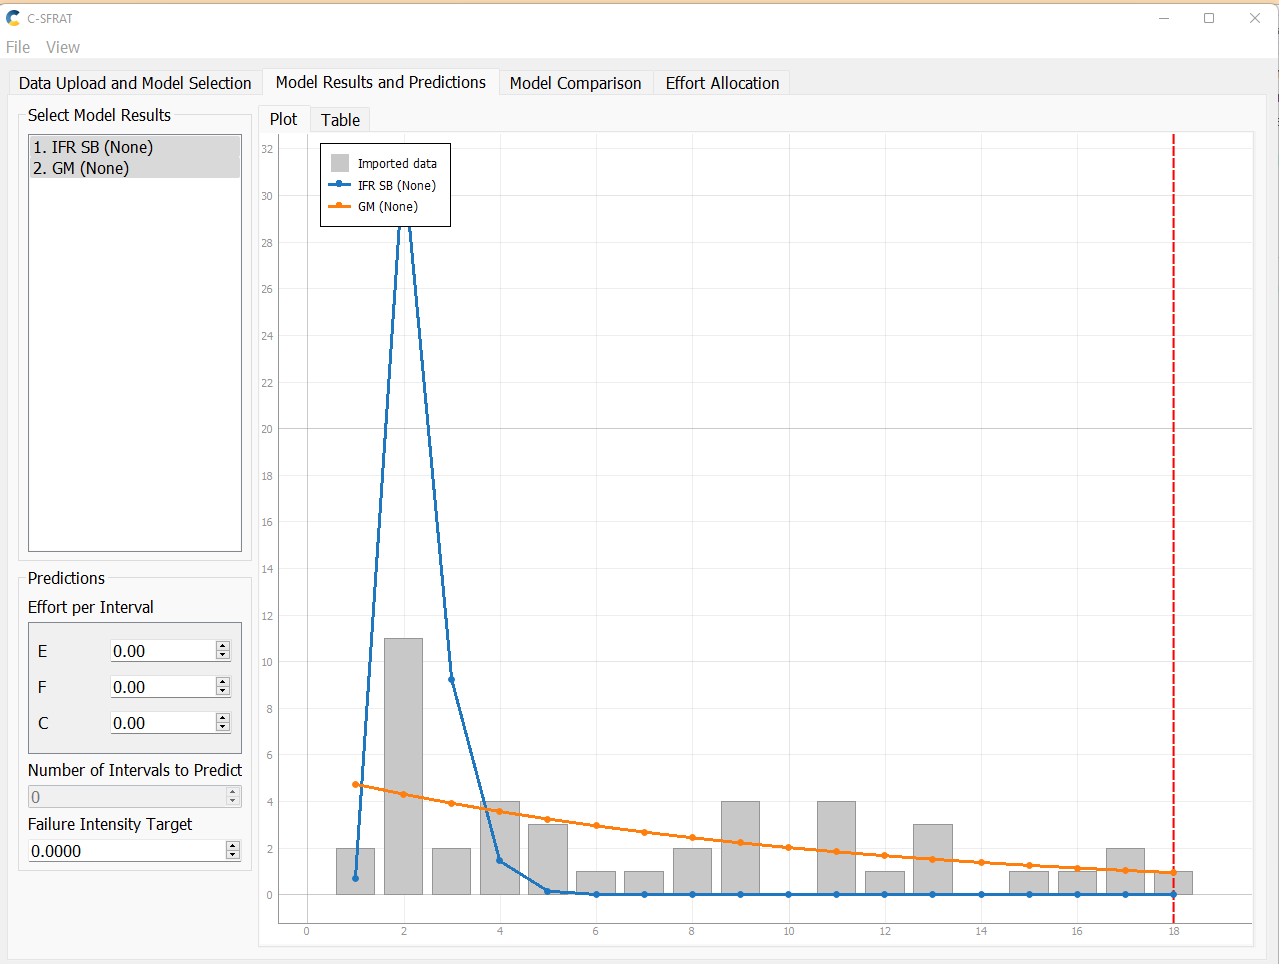 C-SFRAT
File View
Data Upload and Model Selection Model Results and Predictions Model Comparison Effort Allocation
Select Model Results
1. IFR SB (None)
2. GM (None)
Predictions
Effort per Interval
E 0.00
F 0.00
C 0.00
Number of Intervals to Predict
0
Failure Intensity Target
0.0000
Plot Table
Imported data
IFR SB (None)
GM (None)
32
30
28
26
24
22
20
18
16
14
12
10
8
6
4
2
0
0 2 4 6 8 10 12 14 16 18